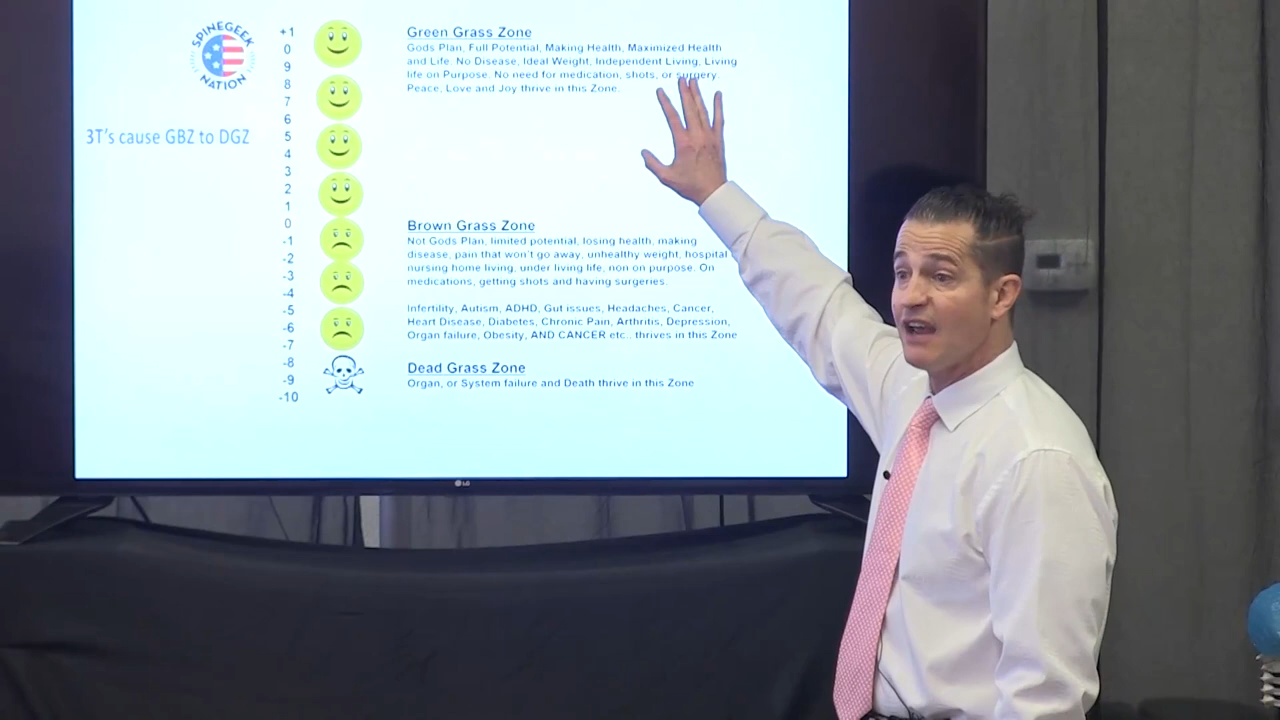 SPINEGEEK
NATION
3T's cause GBZ to DGZ
+1
0
9
8
7
6
5
4
3
2
1
0
-1
-2
-3
-4
-5
-6
-7
-8
-9
-10
Green Grass Zone
Gods Plan, Full Potential, Making Health, Maximized Health
and Life. No Disease, Ideal Weight, Independent Living, Living
life on Purpose. No need for medication, shots, or surgery.
Peace, Love and Joy thrive in this Zone.
Brown Grass Zone
Not Gods Plan, limited potential, losing health, making
disease, pain that won't go away, unhealthy weight, hospital
nursing home living, under living life, non on purpose. On
medications, getting shots and having surgeries.
Infertility, Autism, ADHD, Gut issues, Headaches, Cancer,
Heart Disease, Diabetes, Chronic Pain, Arthritis, Depression,
Organ failure, Obesity, AND CANCER etc.. thrives in this Zone
Dead Grass Zone
Organ, or System failure and Death thrive in this Zone
LG